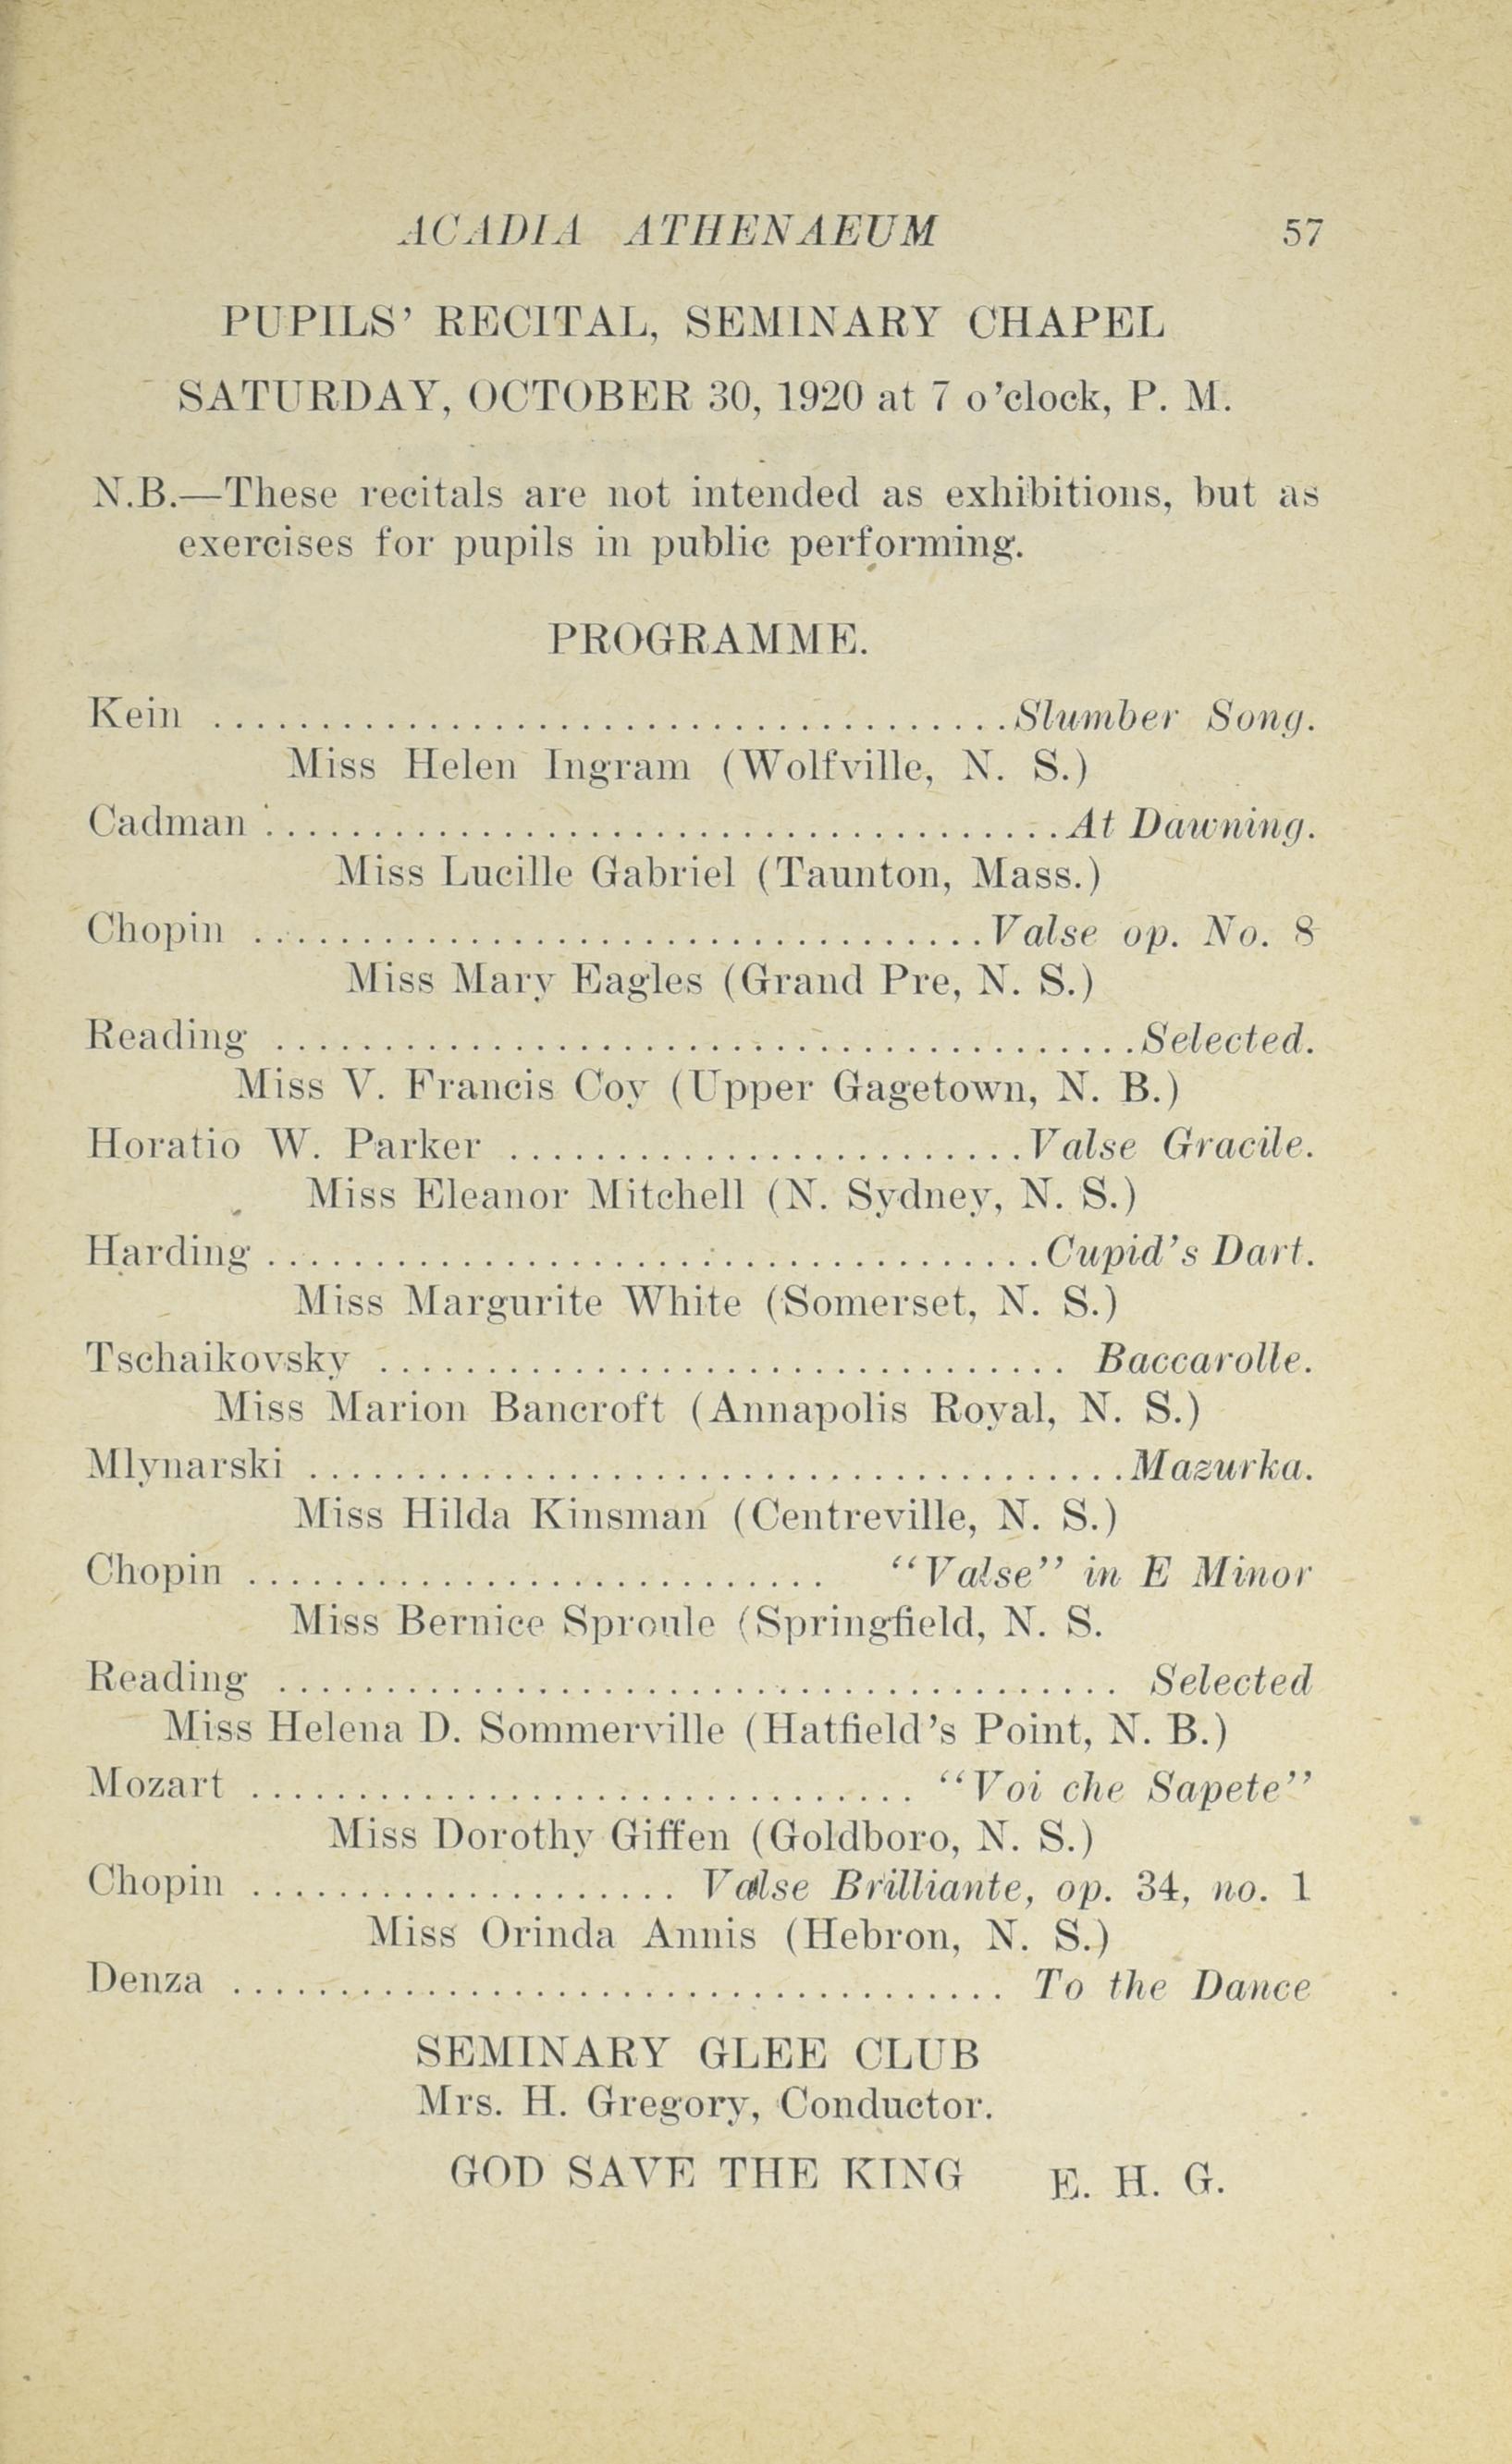 ACADIA ATHENAEUM 57
PUPILS' RECITAL, SEMINARY CHAPEL
SATURDAY, OCTOBER 30, 1920 at 7 o'clock, P. M.
N.B.—These recitals are not intended as exhibitions, but as
exercises for pupils in public performing.
PROGRAMME.
Kein ..................................... Slumber Song.
Miss Helen Ingram (Wolfville, N. S.)
Cadman ..................................... At Dawning.
Miss Lucille Gabriel (Taunton, Mass.)
Chopin .................................. Valse op. No. 8
Miss Mary Eagles (Grand Pre, N. S.)
Reading ........................................ Selected.
Miss V. Francis Coy (Upper Gagetown, N. B.)
Horatio W. Parker ........................ Valse Gracile.
Miss Eleanor Mitchell (N. Sydney, N. S.)
Harding .................................... Cupid's Dart.
Miss Margurite White (Somerset, N. S.)
Tschaikovsky ................................ Baccarolle.
Miss Marion Bancroft (Annapolis Royal, N. S.)
Mlynarski ...................................... Mazurka.
Miss Hilda Kinsman (Centreville, N. S.)
Chopin ........................... "Valse" in E Minor
Miss Bernice Sproule (Springfield, N. S.
Reading ....................................... Selected
Miss Helena D. Sommerville (Hatfield's Point, N. B.)
Mozart ............................... "Voi che Sapete"
Miss Dorothy Giffen (Goldboro, N. S.)
Chopin .................... Valse Brilliante, op. 34, no. 1
Miss Orinda Annis (Hebron, N. S.)
Denza .................................... To the Dance
SEMINARY GLEE CLUB
Mrs. H. Gregory, Conductor.
GOD SAVE THE KING E. H. G.